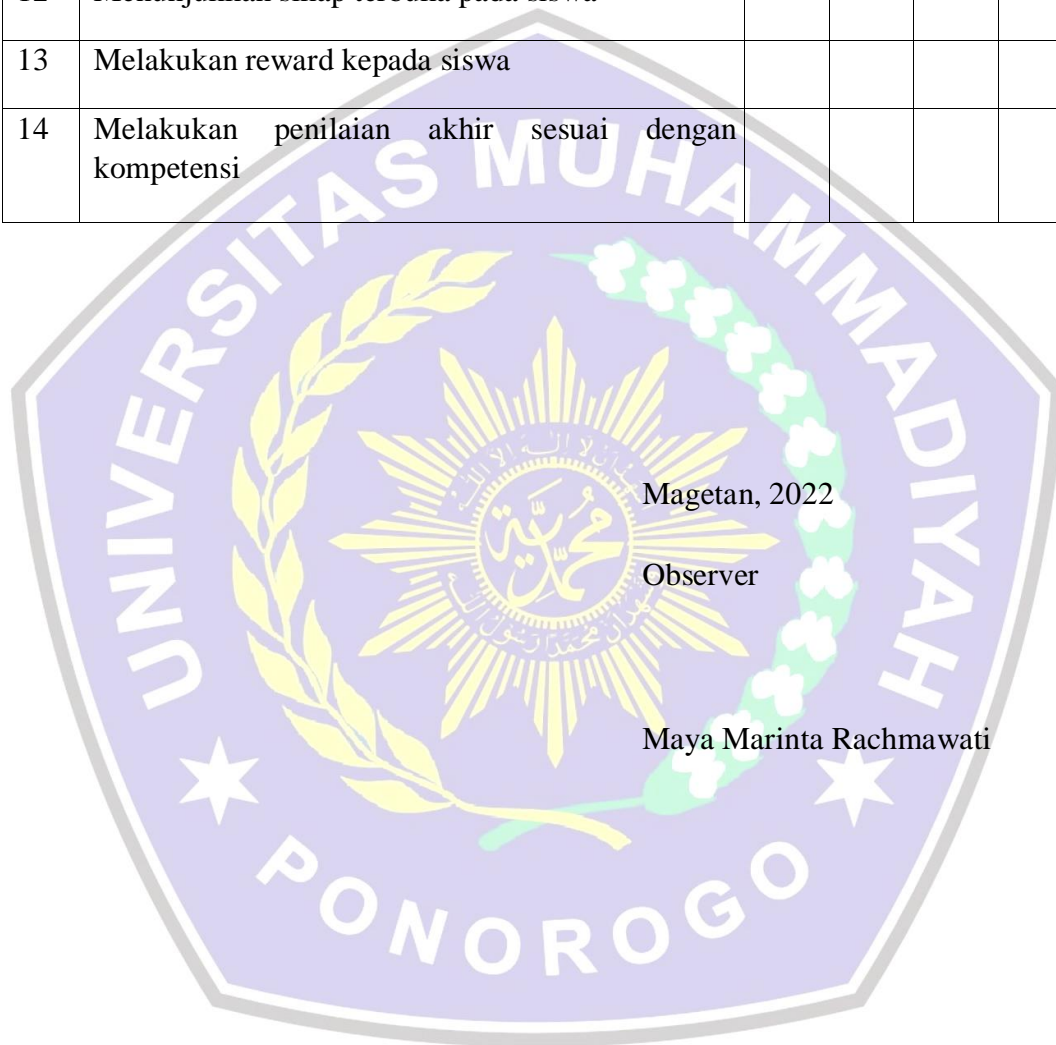 13 Melakukan reward kepada siswa
14 Melakukan penilaian akhir sesuai dengan
kompetensi
UNIVERSITAS MUHAMMADIYAH
Magetan, 2022
Observer
Maya Marinta Rachmawati
PONOROGO